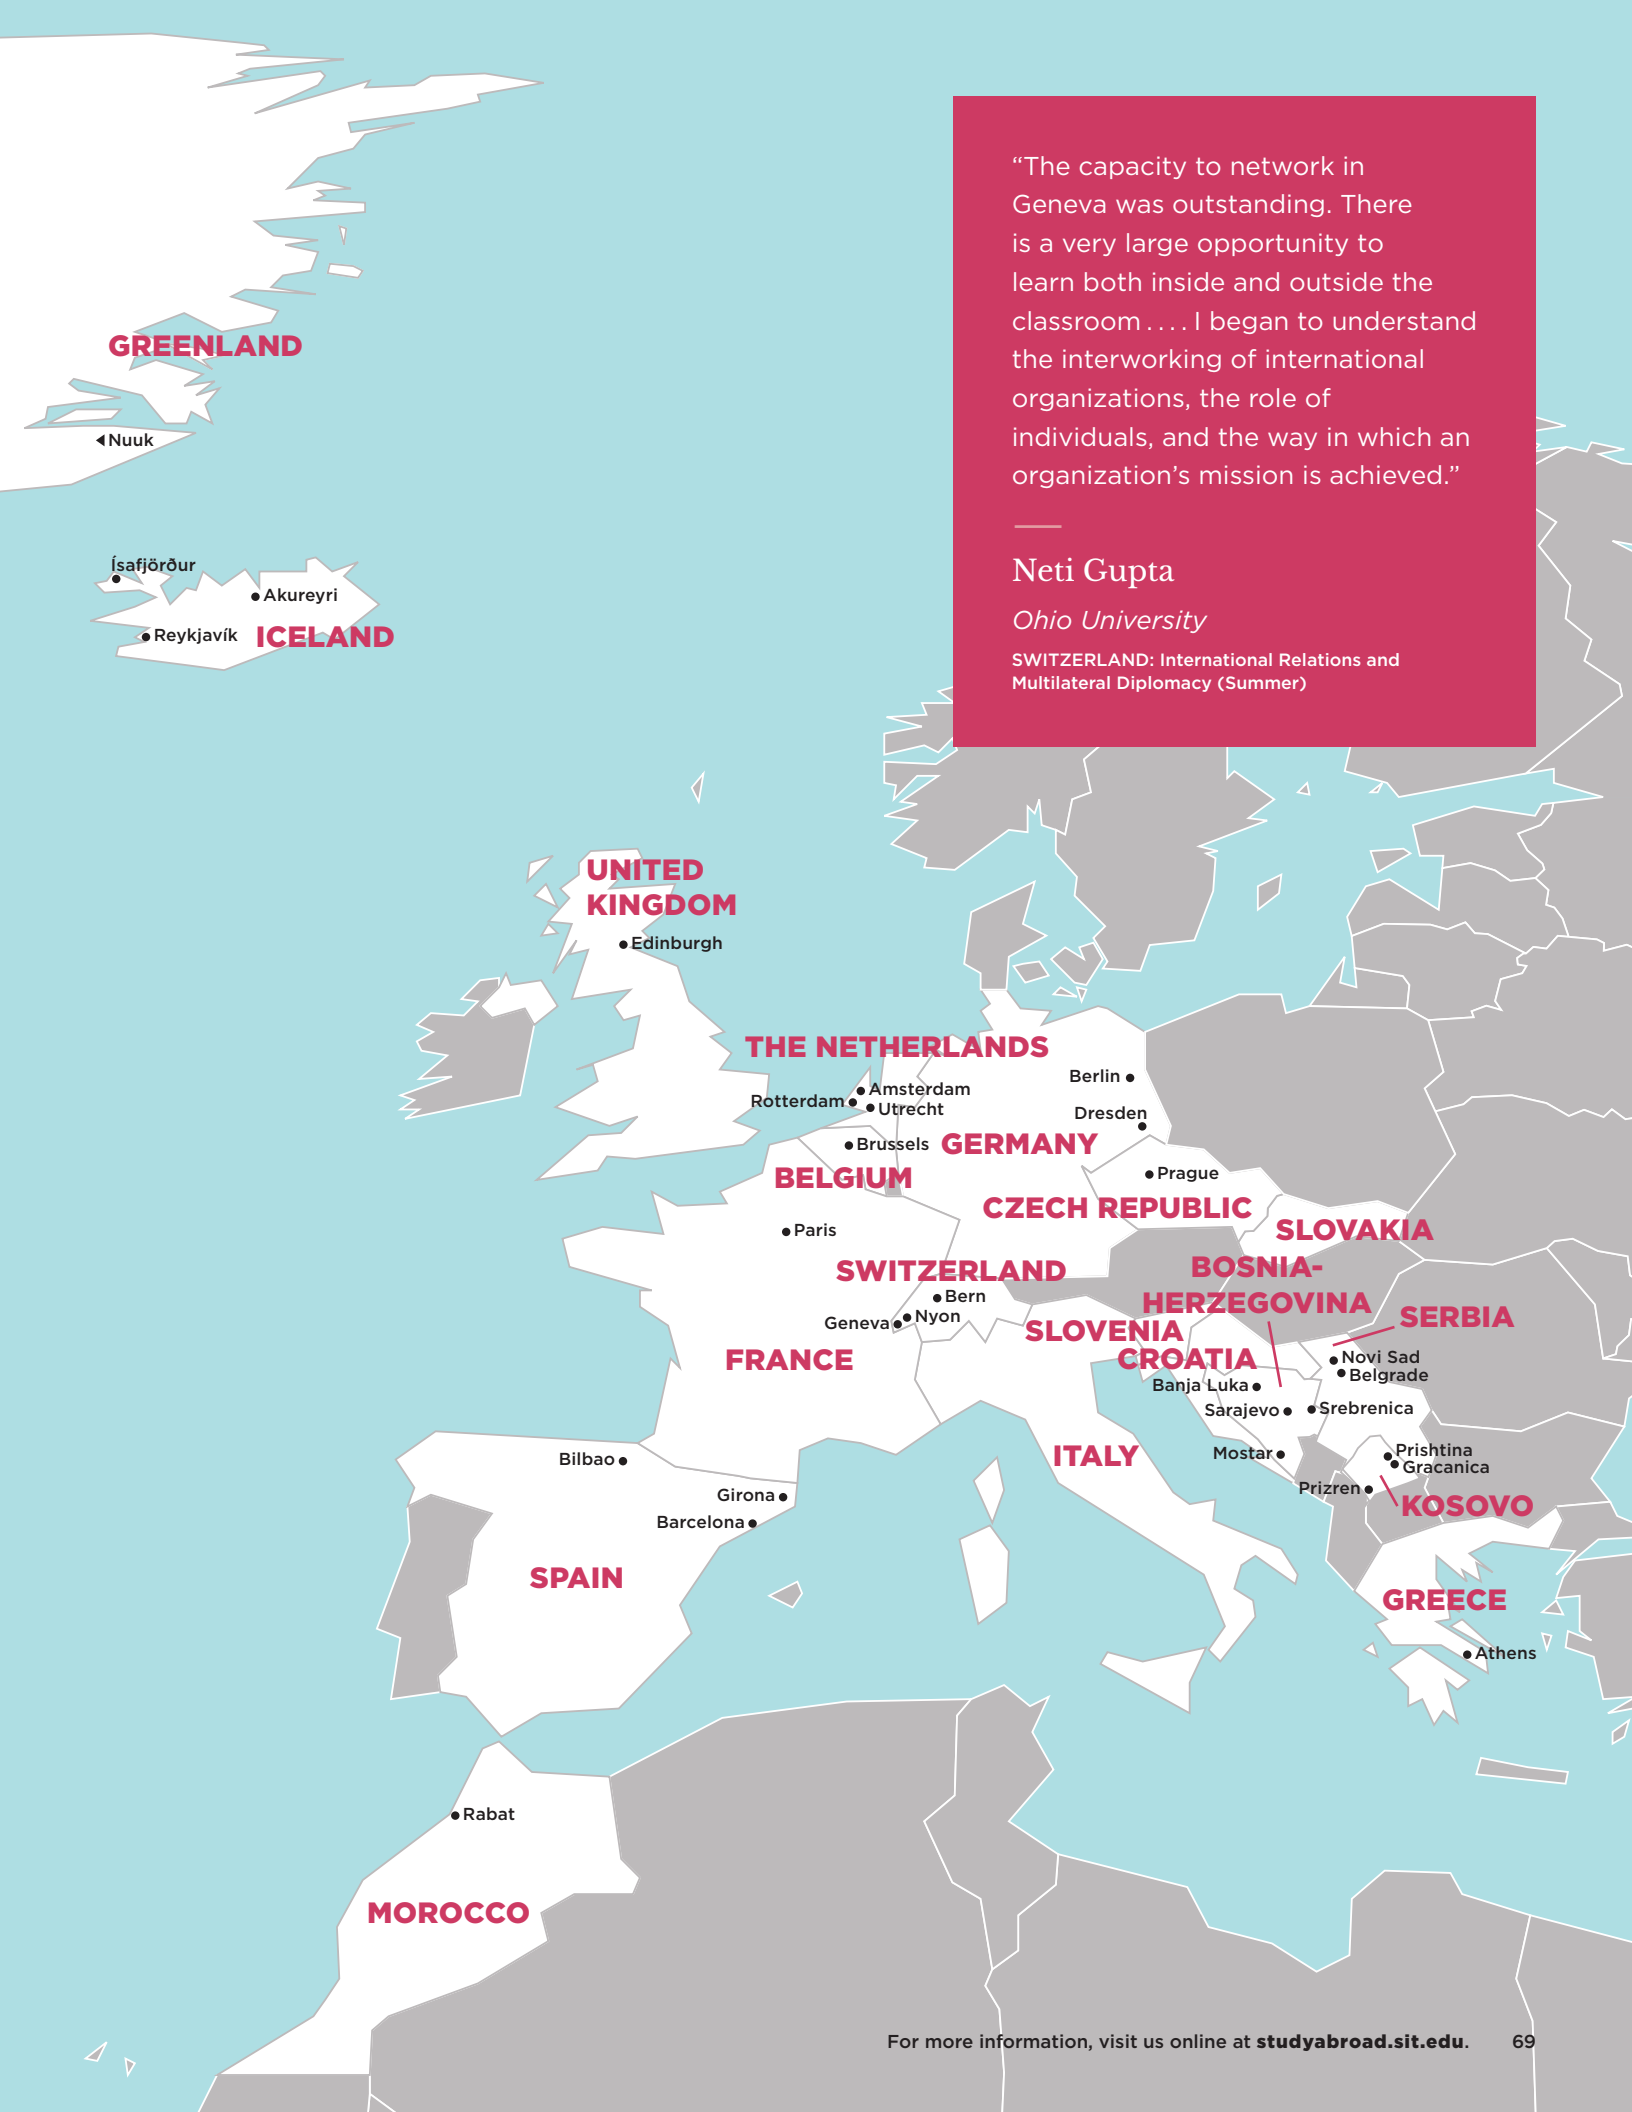 “The capacity to network in
Geneva was outstanding. There
is a very large opportunity to
learn both inside and outside the
classroom . . . . I began to understand
the interworking of international
organizations, the role of
individuals, and the way in which an
organization’s mission is achieved.”
Neti Gupta
Ohio University
SWITZERLAND: International Relations and
Multilateral Diplomacy (Summer)
GREENLAND
Nuuk
Ísafjörður
Akureyri
Reykjavík
ICELAND
UNITED
KINGDOM
Edinburgh
THE NETHERLANDS
Amsterdam
Rotterdam
Utrecht
Berlin
Dresden
Brussels
GERMANY
BELGIUM
Prague
CZECH REPUBLIC
Paris
SLOVAKIA
SWITZERLAND
BOSNIA-
HERZEGOVINA
Bern
Nyon
Geneva
SERBIA
SLOVENIA
CROATIA
FRANCE
Novi Sad
Belgrade
Banja Luka
Sarajevo
Srebrenica
Mostar
ITALY
Prishtina
Gracanica
Prizren
KOSOVO
Bilbao
Girona
Barcelona
SPAIN
GREECE
Athens
Rabat
MOROCCO
For more information, visit us online at studyabroad.sit.edu. 69